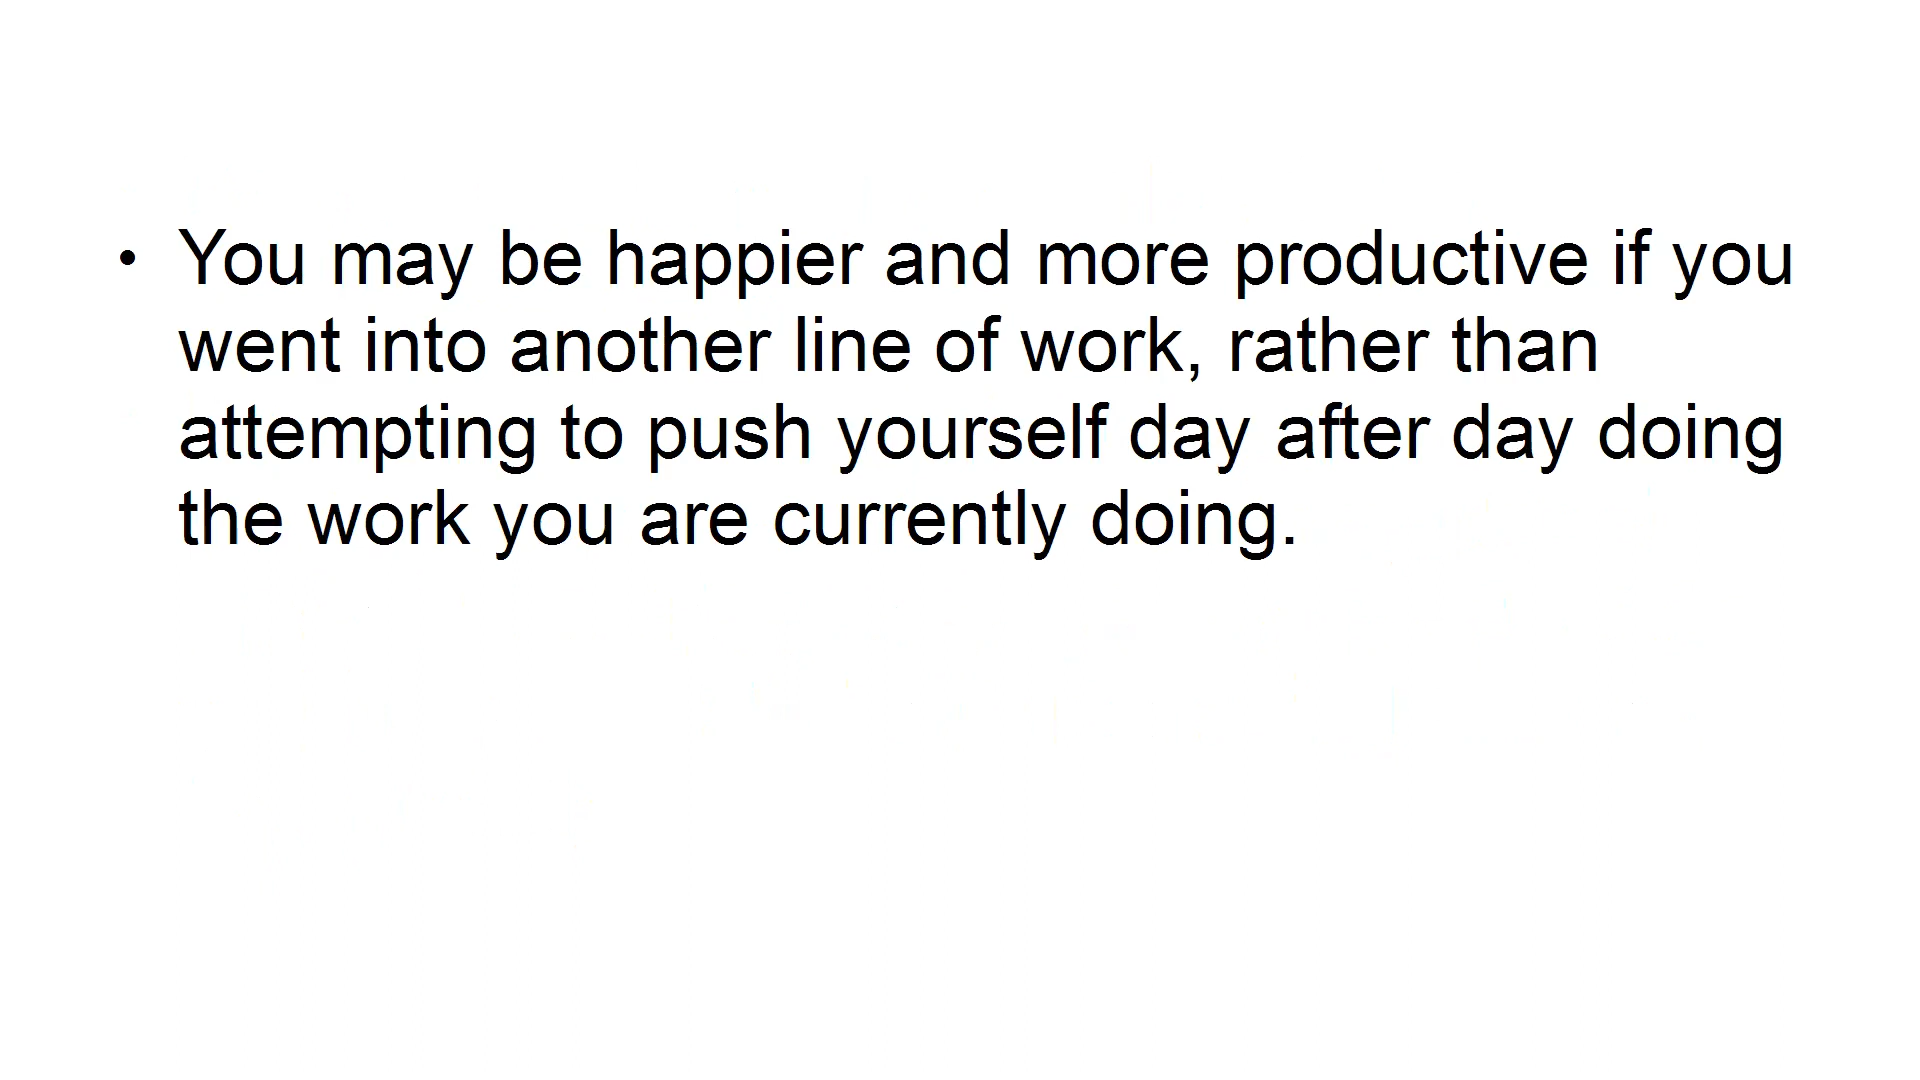 • You may be happier and more productive if you
went into another line of work, rather than
attempting to push yourself day after day doing
the work you are currently doing.